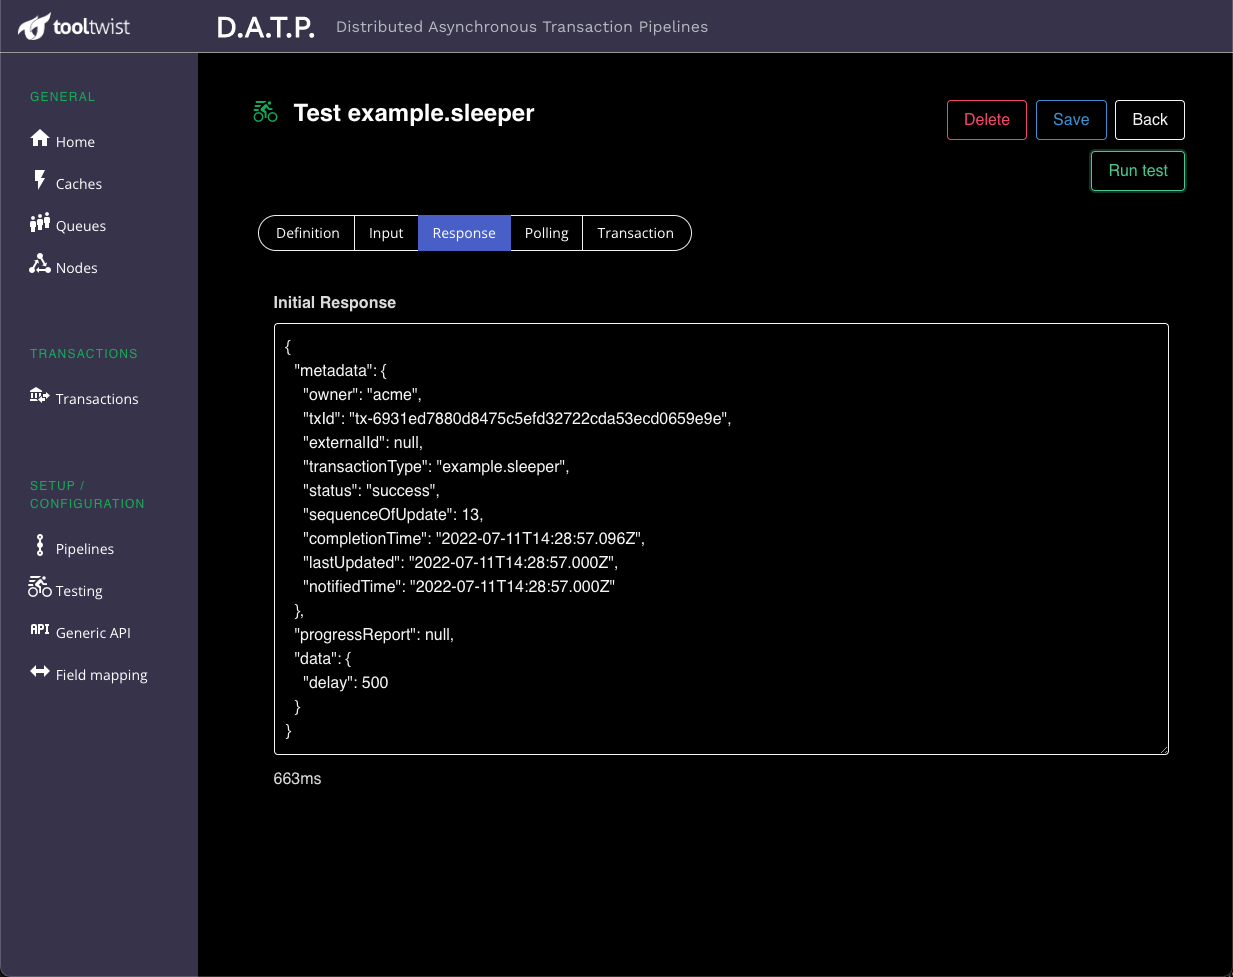 tooltwist
D.A.T.P. Distributed Asynchronous Transaction Pipelines
GENERAL
Home
Caches
Queues
Nodes
TRANSACTIONS
Transactions
SETUP /
CONFIGURATION
Pipelines
Testing
API Generic API
Field mapping
Test example.sleeper
Delete Save Back
Run test
Definition Input Response Polling Transaction
Initial Response
{
"metadata": {
"owner": "acme",
"txId": "tx-6931ed7880d8475c5efd32722cda53ecd0659e9e",
"externalId": null,
"transactionType": "example.sleeper",
"status": "success",
"sequenceOfUpdate": 13,
"completionTime": "2022-07-11T14:28:57.096Z",
"lastUpdated": "2022-07-11T14:28:57.000Z",
"notifiedTime": "2022-07-11T14:28:57.000Z"
},
"progressReport": null,
"data": {
"delay": 500
}
}
663ms